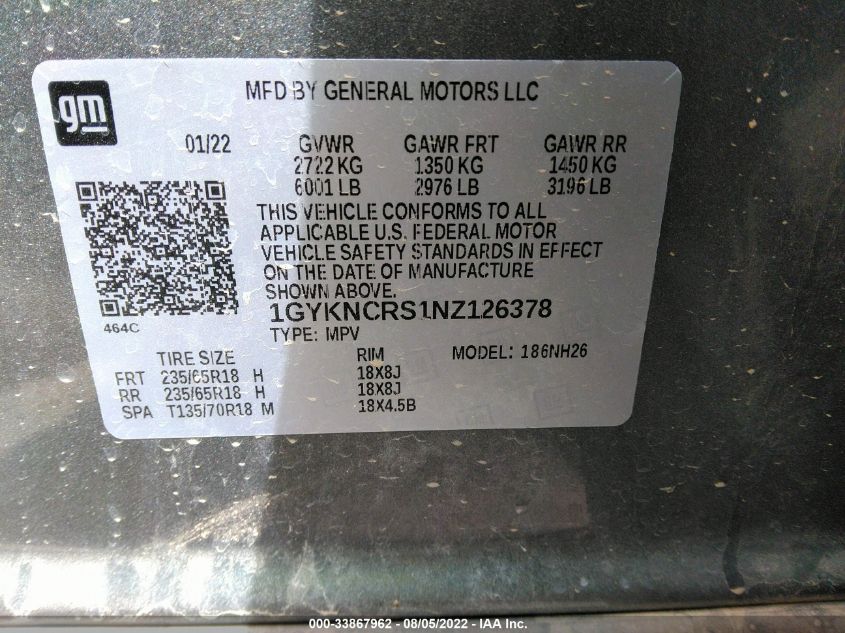 gm
MFD BY GENERAL MOTORS LLC
01/22 GVWR GAWR FRT GAWR RR
2722 KG 1350 KG 1450 KG
6001 LB 2976 LB 3196 LB
THIS VEHICLE CONFORMS TO ALL
APPLICABLE U.S. FEDERAL MOTOR
VEHICLE SAFETY STANDARDS IN EFFECT
ON THE DATE OF MANUFACTURE
SHOWN ABOVE.
1GYKNCRS1NZ126378
464C
TYPE: MPV
TIRE SIZE RIM MODEL: 186NH26
FRT 235/65R18 H 18X8J
RR 235/65R18 H 18X8J
SPA T135/70R18 M 18X4.5B
000-33867962 - 08/05/2022 - IAA Inc.